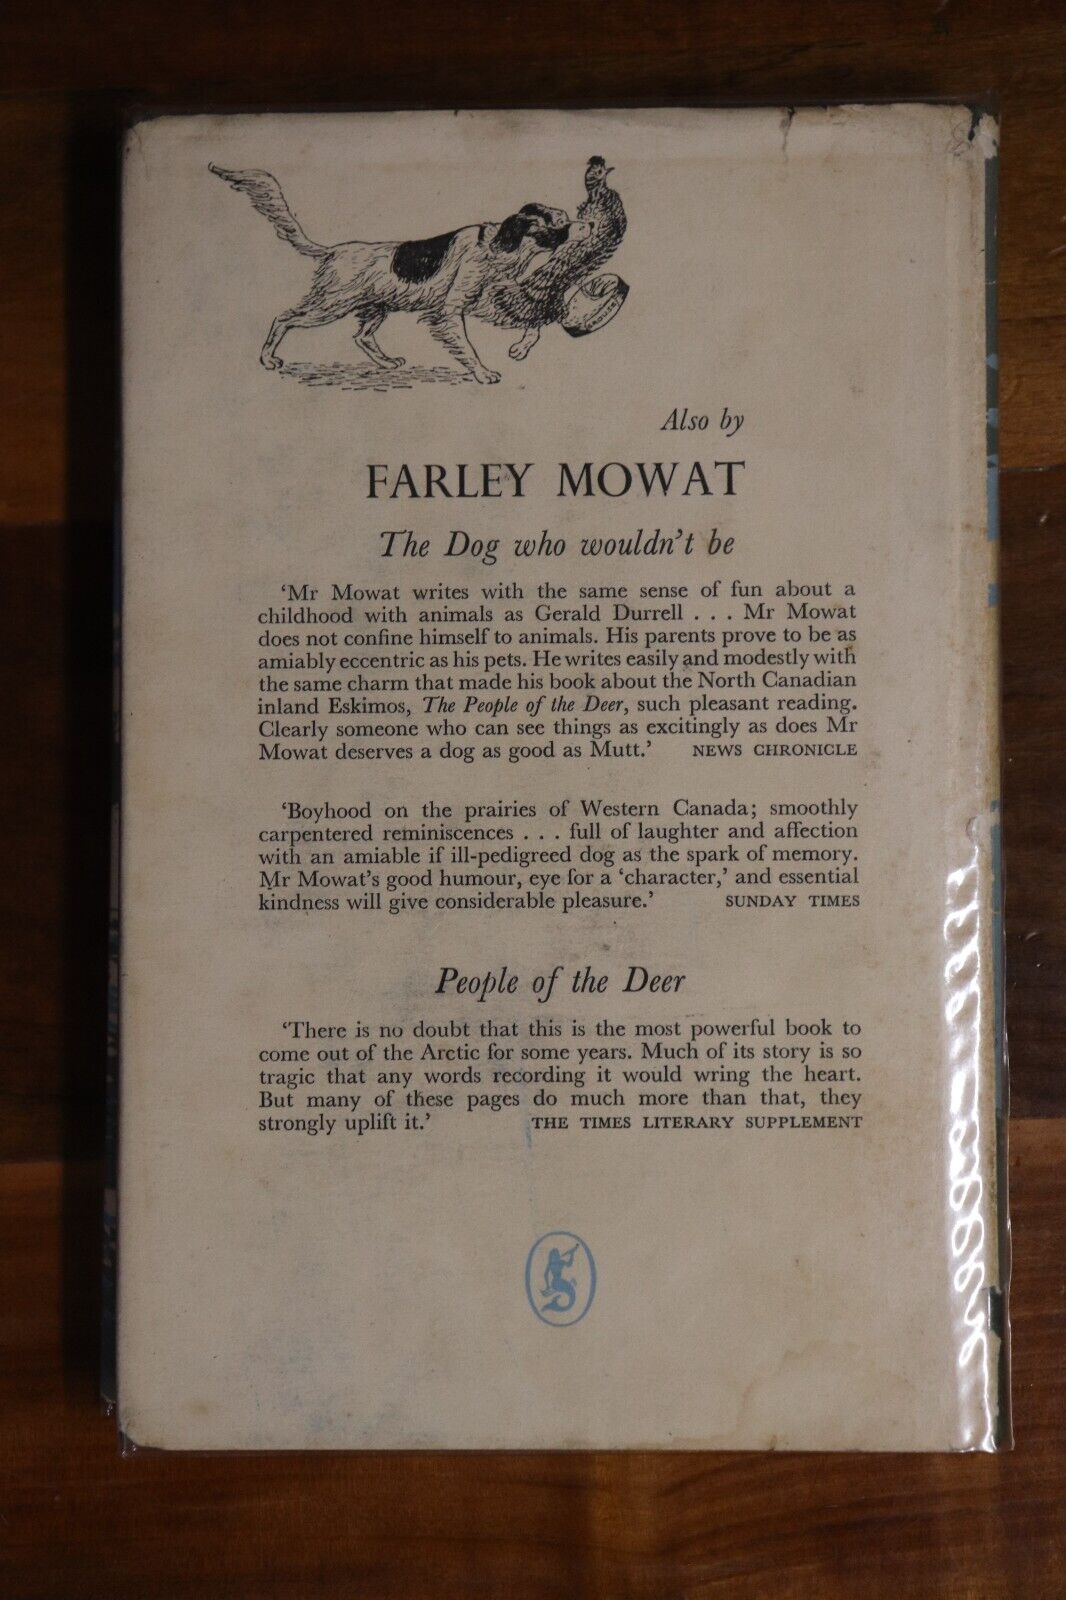 Also by
FARLEY MOWAT
The Dog who wouldn't be
‘Mr Mowat writes with the same sense of fun about a
childhood with animals as Gerald Durrell . . . Mr Mowat
does not confine himself to animals. His parents prove to be as
amiably eccentric as his pets. He writes easily and modestly with
the same charm that made his book about the North Canadian
inland Eskimos, The People of the Deer, such pleasant reading.
Clearly someone who can see things as excitingly as does Mr
Mowat deserves a dog as good as Mutt.’ NEWS CHRONICLE
‘Boyhood on the prairies of Western Canada; smoothly
carpentered reminiscences . . . full of laughter and affection
with an amiable if ill-pedigreed dog as the spark of memory.
Mr Mowat’s good humour, eye for a ‘character,’ and essential
kindness will give considerable pleasure.’ SUNDAY TIMES
People of the Deer
‘There is no doubt that this is the most powerful book to
come out of the Arctic for some years. Much of its story is so
tragic that any words recording it would wring the heart.
But many of these pages do much more than that, they
strongly uplift it.’ THE TIMES LITERARY SUPPLEMENT